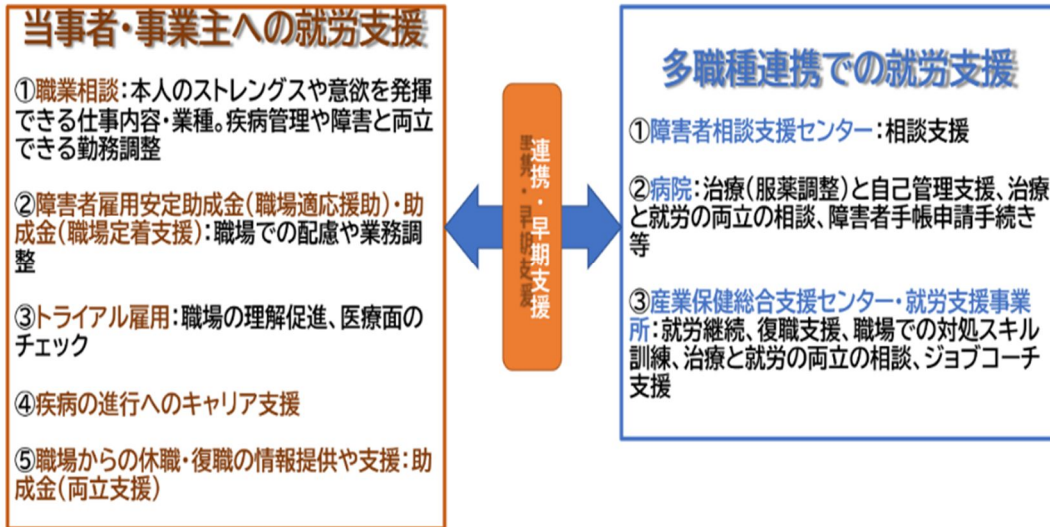 当事者・事業主への就労支援
①職業相談：本人のストレングスや意欲を発揮
できる仕事内容・業種。疾病管理や障害と両立
できる勤務調整
②障害者雇用安定助成金（職場適応援助）・助
成金（職場定着支援）：職場での配慮や業務調
整
③トライアル雇用：職場の理解促進、医療面の
チェック
④疾病の進行へのキャリア支援
⑤職場からの休職・復職の情報提供や支援：助
成金（両立支援）
連携・早期支援
多職種連携での就労支援
①障害者相談支援センター：相談支援
②病院：治療（服薬調整）と自己管理支援、治療
と就労の両立の相談、障害者手帳申請手続き
等
③産業保健総合支援センター・就労支援事業
所：就労継続、復職支援、職場での対処スキル
訓練、治療と就労の両立の相談、ジョブコーチ
支援